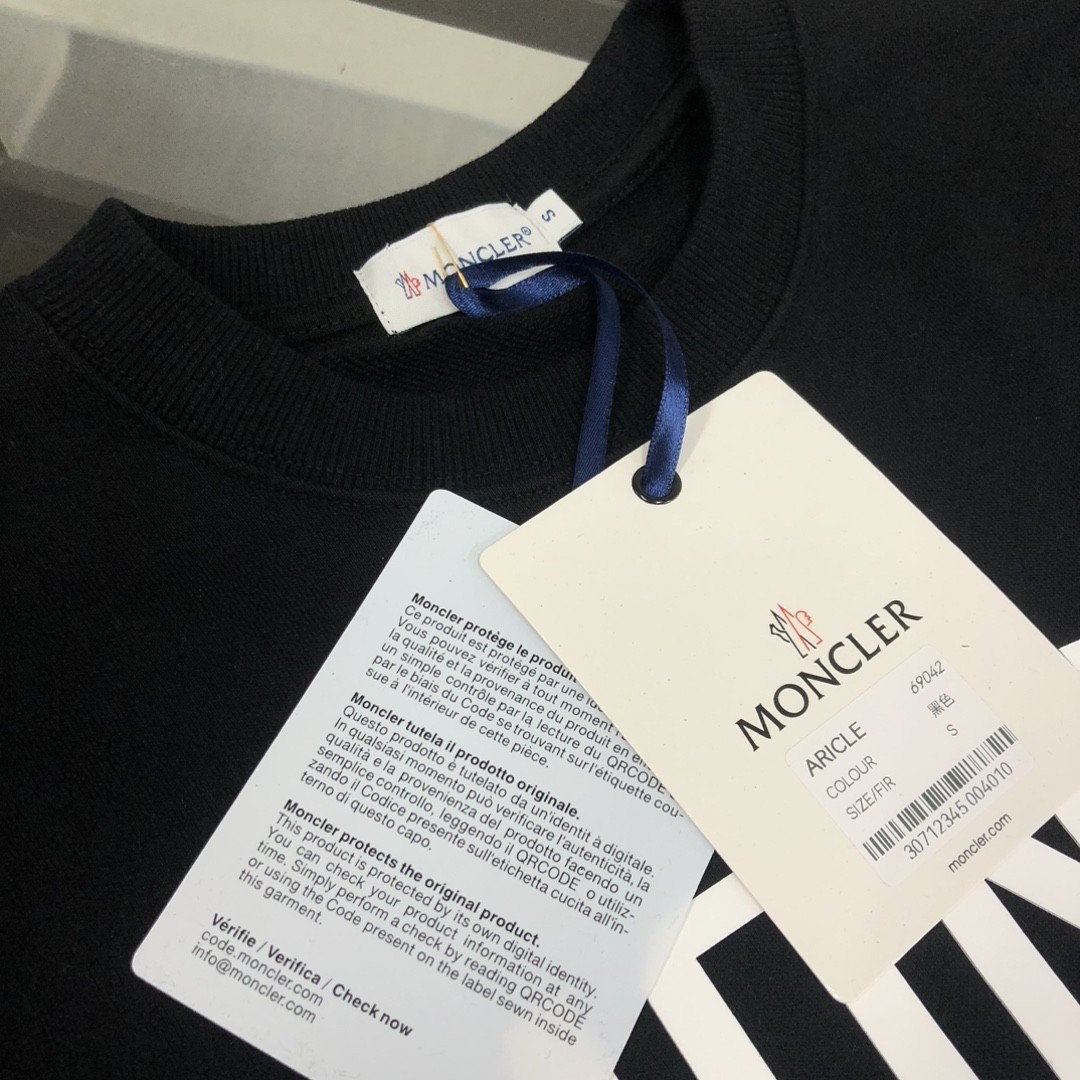 MONCLER®
S
MONCLER
ARICLE 69042
COLOUR 黑色
SIZE/FIR S
30712345 004010
moncler.com
Moncler protège le
Ce produit est protégé par une
Vous pouvez vérifier à tout moment
la qualité et la provenance du produit en
un simple contrôle par la lecture du QRCODE
par le biais du Code se trouvant sur l'étiquette cou-
sue à l'intérieur de cette pièce.
Moncler tutela il prodotto originale.
Questo prodotto è tutelato da un'identit à digitale.
In qualsiasi momento può verificare l'autenticità, la
qualità e la provenienza del prodotto facendo un
semplice controllo, leggendo il QRCODE o utiliz-
zando il Codice presente sull'etichetta cucita all'in-
terno di questo capo.
Moncler protects the original product.
This product is protected by its own digital identity.
You can check your product information at any
time. Simply perform a check by reading QRCODE
or using the Code present on the label sewn inside
this garment.
Vérifie / Verifica / Check now
code.moncler.com
info@moncler.com